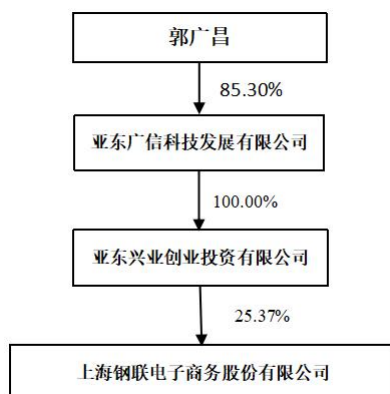 郭广昌
85.30%
亚东广信科技发展有限公司
100.00%
亚东兴业创业投资有限公司
25.37%
上海钢联电子商务股份有限公司